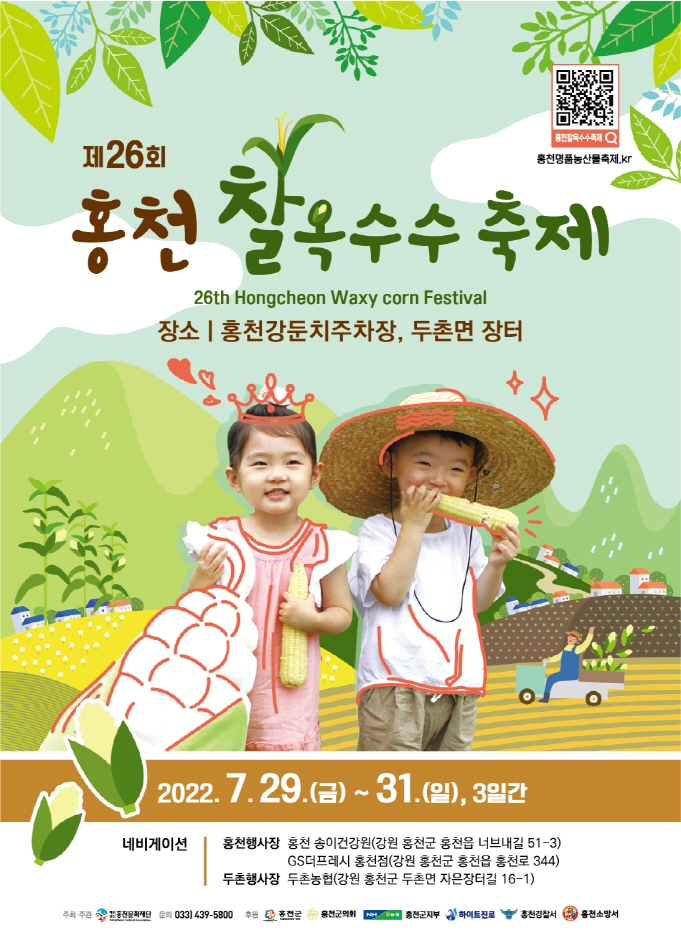 홍천찰옥수수축제
홍천명품농산물축제.kr
제26회
홍천 찰옥수수 축제
26th Hongcheon Waxy corn Festival
장소 | 홍천강둔치주차장, 두촌면 장터
2022. 7. 29.(금) ~ 31.(일), 3일간
네비게이션
홍천행사장 홍천 송이건강원(강원 홍천군 홍천읍 너브내길 51-3)
GS더프레시 홍천점(강원 홍천군 홍천읍 홍천로 344)
두촌행사장 두촌농협(강원 홍천군 두촌면 자은장터길 16-1)
주최·주관 홍천문화재단 문의 033) 439-5800 후원 홍천군 홍천군의회 NH농협 홍천군지부 하이트진로 홍천경찰서 홍천소방서